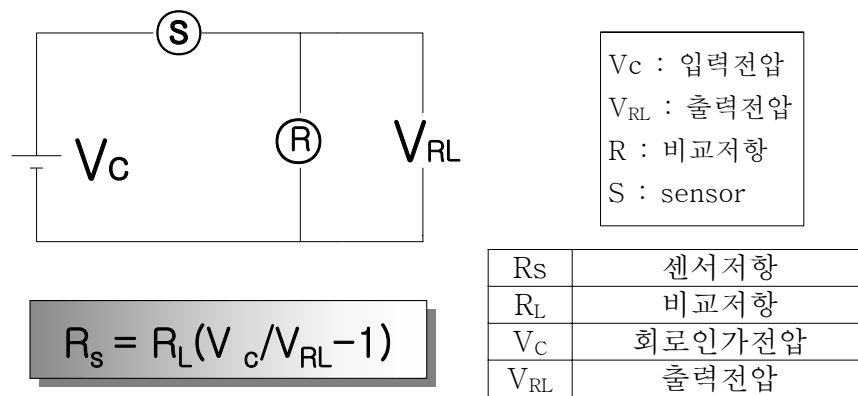 S
Vc
R
VRL
Vc : 입력전압
VRL : 출력전압
R : 비교저항
S : sensor
Rs = RL(V c/VRL-1)
Rs 센서저항
RL 비교저항
VC 회로인가전압
VRL 출력전압